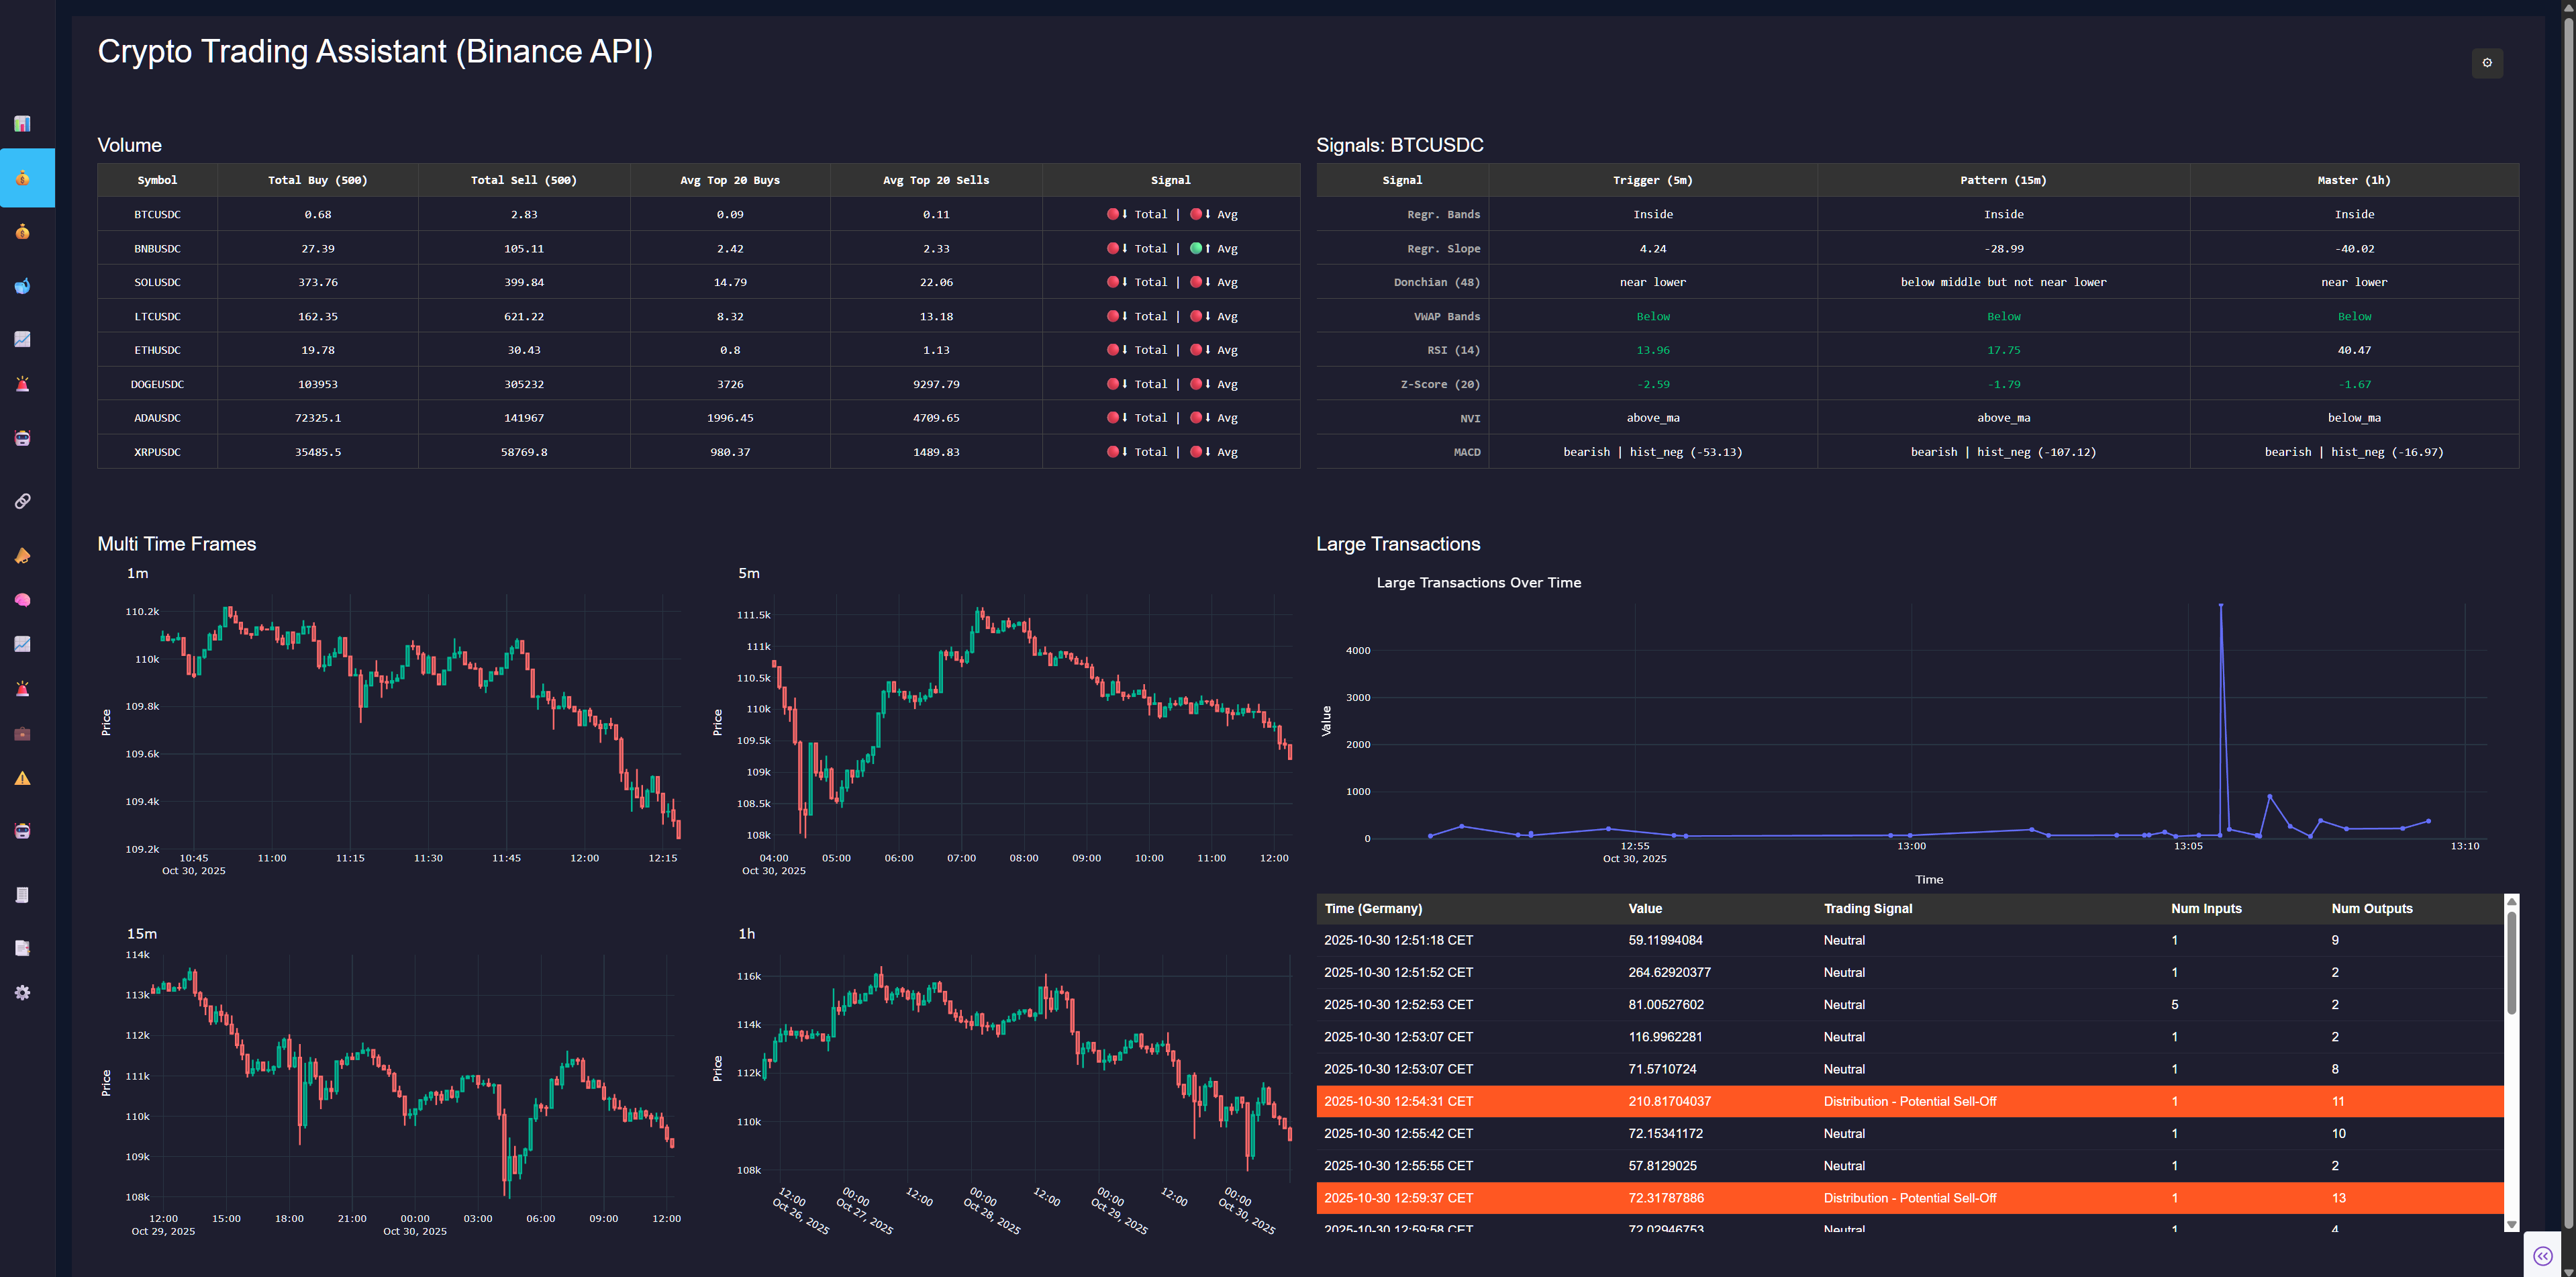 Crypto Trading Assistant (Binance API)
Volume
Symbol Total Buy (500) Total Sell (500) Avg Top 20 Buys Avg Top 20 Sells Signal
BTCUSDC 0.68 2.83 0.09 0.11 🔴⬇ Total | 🔴⬇ Avg
BNBUSDC 27.39 105.11 2.42 2.33 🔴⬇ Total | 🟢⬆ Avg
SOLUSDC 373.76 399.84 14.79 22.06 🔴⬇ Total | 🔴⬇ Avg
LTCUSDC 162.35 621.22 8.32 13.18 🔴⬇ Total | 🔴⬇ Avg
ETHUSDC 19.78 30.43 0.8 1.13 🔴⬇ Total | 🔴⬇ Avg
DOGEUSDC 103953 305232 3726 9297.79 🔴⬇ Total | 🔴⬇ Avg
ADAUSDC 72325.1 141967 1996.45 4709.65 🔴⬇ Total | 🔴⬇ Avg
XRPUSDC 35485.5 58769.8 980.37 1489.83 🔴⬇ Total | 🔴⬇ Avg
Signals: BTCUSDC
Signal Trigger (5m) Pattern (15m) Master (1h)
Regr. Bands Inside Inside Inside
Regr. Slope 4.24 -28.99 -40.02
Donchian (48) near lower below middle but not near lower near lower
VWAP Bands Below Below Below
RSI (14) 13.96 17.75 40.47
Z-Score (20) -2.59 -1.79 -1.67
NVI above_ma above_ma below_ma
MACD bearish | hist_neg (-53.13) bearish | hist_neg (-107.12) bearish | hist_neg (-16.97)
Multi Time Frames
1m
Price
110.2k
110k
109.8k
109.6k
109.4k
109.2k
10:45 11:00 11:15 11:30 11:45 12:00 12:15
Oct 30, 2025
5m
Price
111.5k
111k
110.5k
110k
109.5k
109k
108.5k
108k
04:00 05:00 06:00 07:00 08:00 09:00 10:00 11:00 12:00
Oct 30, 2025
15m
Price
114k
113k
112k
111k
110k
109k
108k
12:00 15:00 18:00 21:00 00:00 03:00 06:00 09:00 12:00
Oct 29, 2025 Oct 30, 2025
1h
Price
116k
114k
112k
110k
108k
12:00 00:00 12:00 00:00 12:00 00:00 12:00 00:00
Oct 26, 2025 Oct 27, 2025 Oct 28, 2025 Oct 29, 2025 Oct 30, 2025
Large Transactions
Large Transactions Over Time
Value
4000
3000
2000
1000
0
12:55 13:00 13:05 13:10
Oct 30, 2025
Time
Time (Germany) Value Trading Signal Num Inputs Num Outputs
2025-10-30 12:51:18 CET 59.11994084 Neutral 1 9
2025-10-30 12:51:52 CET 264.62920377 Neutral 1 2
2025-10-30 12:52:53 CET 81.00527602 Neutral 5 2
2025-10-30 12:53:07 CET 116.9962281 Neutral 1 2
2025-10-30 12:53:07 CET 71.5710724 Neutral 1 8
2025-10-30 12:54:31 CET 210.81704037 Distribution - Potential Sell-Off 1 11
2025-10-30 12:55:42 CET 72.15341172 Neutral 1 10
2025-10-30 12:55:55 CET 57.8129025 Neutral 1 2
2025-10-30 12:59:37 CET 72.31787886 Distribution - Potential Sell-Off 1 13
2025-10-30 12:59:58 CET 72.02946753 Neutral 1 4